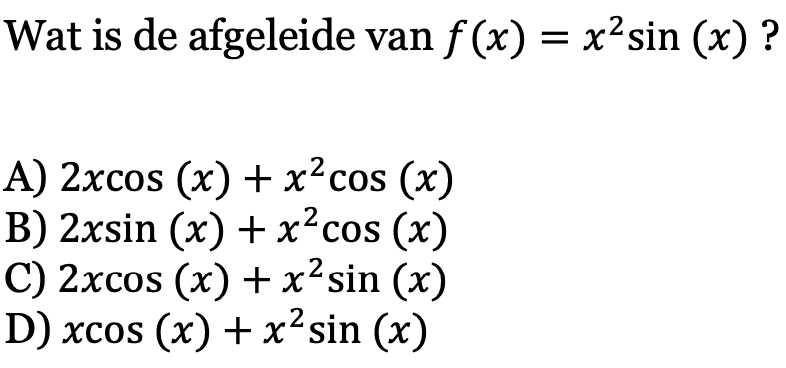 Wat is de afgeleide van f(x) = x²sin (x) ?
A) 2xcos (x) + x²cos (x)
B) 2xsin (x) + x²cos (x)
C) 2xcos (x) + x²sin (x)
D) xcos (x) + x²sin (x)